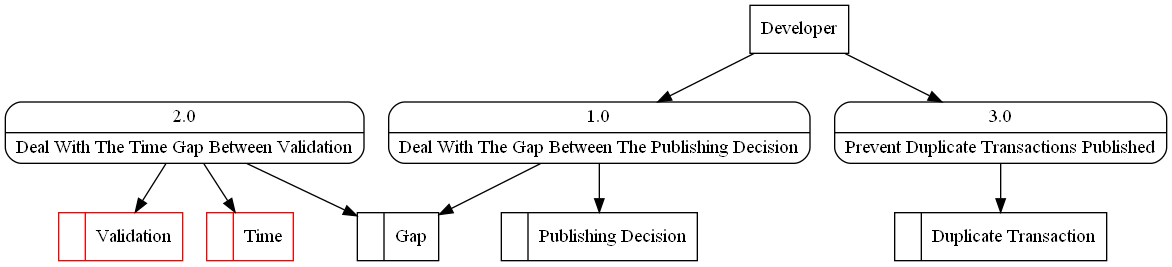 Developer
2.0
Deal With The Time Gap Between Validation
1.0
Deal With The Gap Between The Publishing Decision
3.0
Prevent Duplicate Transactions Published
Validation
Time
Gap
Publishing Decision
Duplicate Transaction